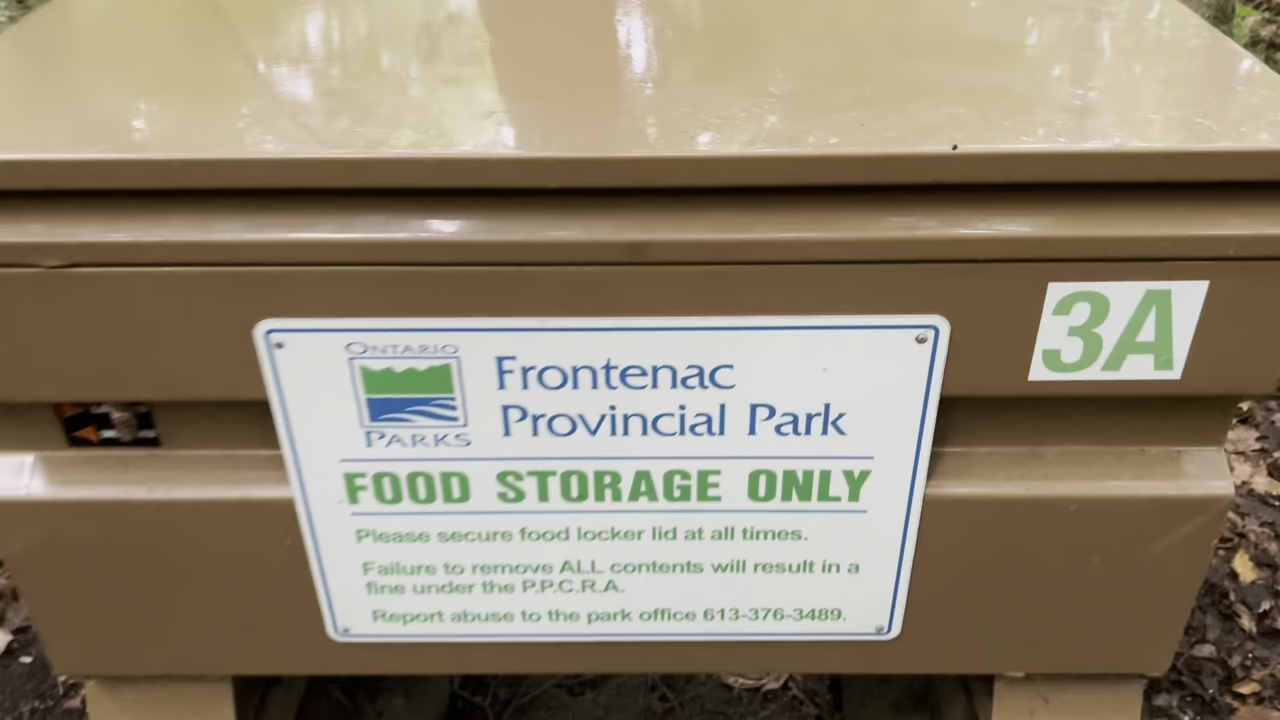 3A
ONTARIO
PARKS
Frontenac
Provincial Park
FOOD STORAGE ONLY
Please secure food locker lid at all times.
Failure to remove ALL contents will result in a
fine under the P.P.C.R.A.
Report abuse to the park office 613-376-3489.